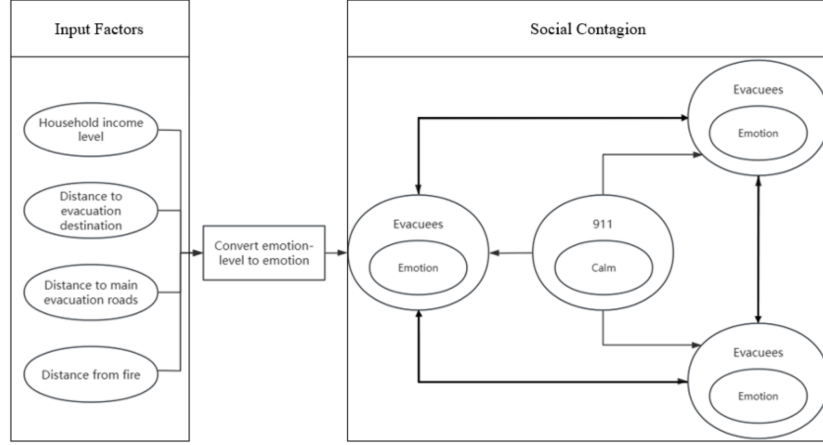 Input Factors
Social Contagion
Household income
level
Distance to
evacuation
destination
Distance to main
evacuation roads
Distance from fire
Convert emotion-
level to emotion
Evacuees
Emotion
911
Calm
Evacuees
Emotion
Evacuees
Emotion